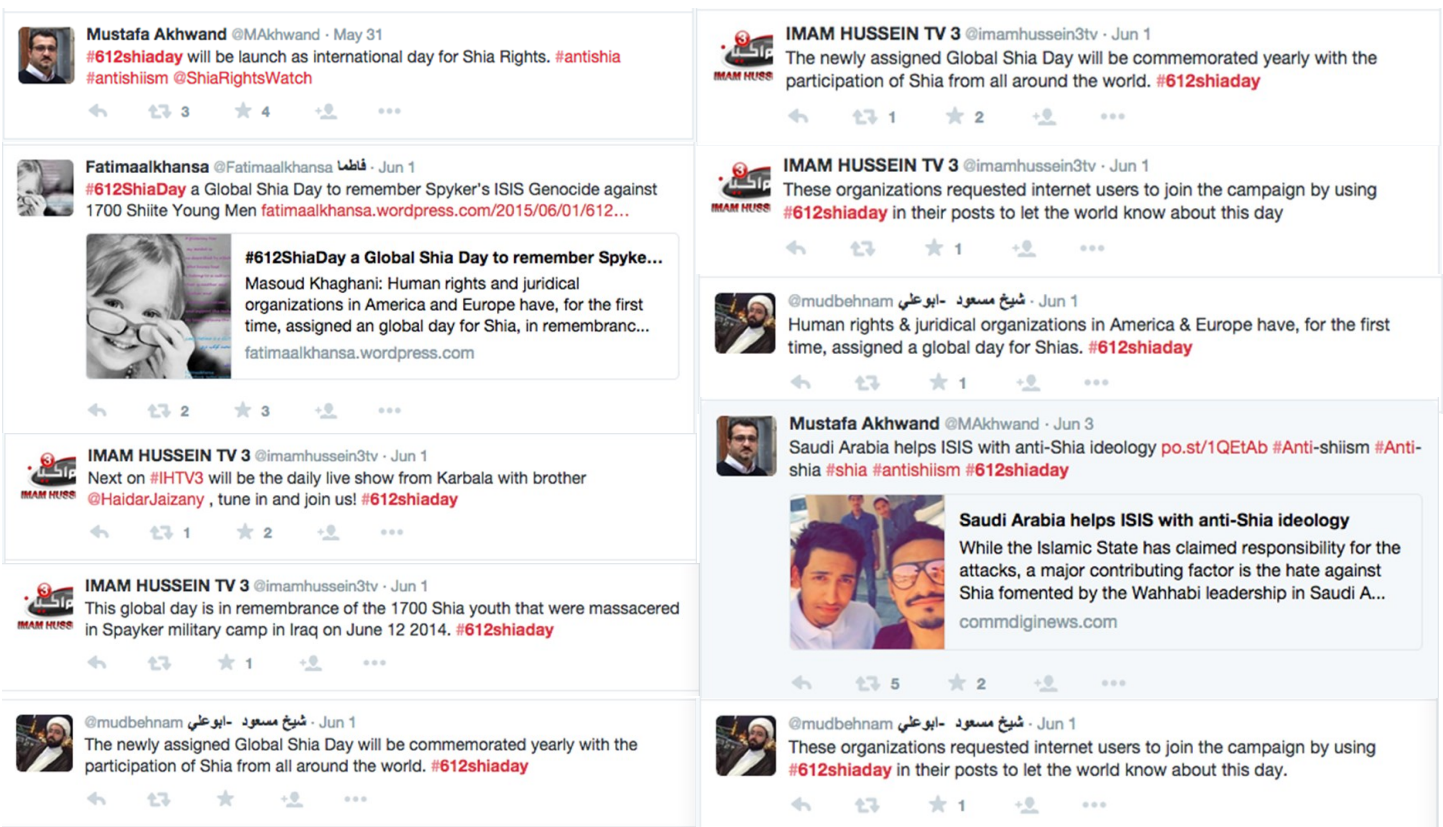 Mustafa Akhwand @MAkhwand · May 31
#612shiaday will be launch as international day for Shia Rights. #antishia
#antishiism @ShiaRightsWatch
3 4
Fatimaalkhansa @Fatimaalkhansa فاطما · Jun 1
#612ShiaDay a Global Shia Day to remember Spyker's ISIS Genocide against
1700 Shiite Young Men fatimaalkhansa.wordpress.com/2015/06/01/612...
#612ShiaDay a Global Shia Day to remember Spyke...
Masoud Khaghani: Human rights and juridical
organizations in America and Europe have, for the first
time, assigned an global day for Shia, in remembranc...
fatimaalkhansa.wordpress.com
2 3
IMAM HUSSEIN TV 3 @imamhussein3tv · Jun 1
Next on #IHTV3 will be the daily live show from Karbala with brother
@HaidarJaizany , tune in and join us! #612shiaday
IMAM HUSS
1 2
IMAM HUSSEIN TV 3 @imamhussein3tv · Jun 1
This global day is in remembrance of the 1700 Shia youth that were massacered
in Spayker military camp in Iraq on June 12 2014. #612shiaday
IMAM HUSS
1
@mudbehnam شيخ مسعود -ابوعلي · Jun 1
The newly assigned Global Shia Day will be commemorated yearly with the
participation of Shia from all around the world. #612shiaday
IMAM HUSSEIN TV 3 @imamhussein3tv · Jun 1
The newly assigned Global Shia Day will be commemorated yearly with the
participation of Shia from all around the world. #612shiaday
IMAM HUSS
1 2
IMAM HUSSEIN TV 3 @imamhussein3tv · Jun 1
These organizations requested internet users to join the campaign by using
#612shiaday in their posts to let the world know about this day
IMAM HUSS
1
@mudbehnam شيخ مسعود -ابوعلي · Jun 1
Human rights & juridical organizations in America & Europe have, for the first
time, assigned a global day for Shias. #612shiaday
1
Mustafa Akhwand @MAkhwand · Jun 3
Saudi Arabia helps ISIS with anti-Shia ideology po.st/1QEtAb #Anti-shiism #Anti-
shia #shia #antishiism #612shiaday
Saudi Arabia helps ISIS with anti-Shia ideology
While the Islamic State has claimed responsibility for the
attacks, a major contributing factor is the hate against
Shia fomented by the Wahhabi leadership in Saudi A...
commdiginews.com
5 2
@mudbehnam شيخ مسعود -ابوعلي · Jun 1
These organizations requested internet users to join the campaign by using
#612shiaday in their posts to let the world know about this day.
1